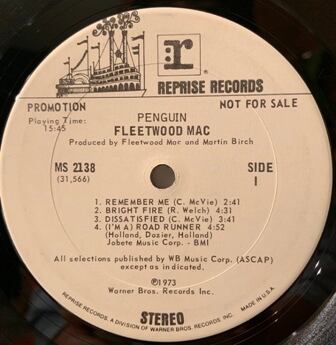 r
REPRISE RECORDS
PROMOTION NOT FOR SALE
PENGUIN
Playing Time:
15:45
FLEETWOOD MAC
Produced by Fleetwood Mac and Martin Birch
MS 2138 SIDE
(31,566) 1
1. REMEMBER ME (C. McVie) 2:41
2. BRIGHT FIRE (R. Welch) 4:31
3. DISSATISFIED (C. McVie) 3:41
4. (I'M A) ROAD RUNNER 4:52
(Holland, Dozier, Holland)
Jobete Music Corp. - BMI
All selections published by WB Music Corp. (ASCAP)
except as indicated.
℗1973
Warner Bros. Records Inc.
STEREO
REPRISE RECORDS, A DIVISION OF WARNER BROS. RECORDS INC. MADE IN U.S.A.